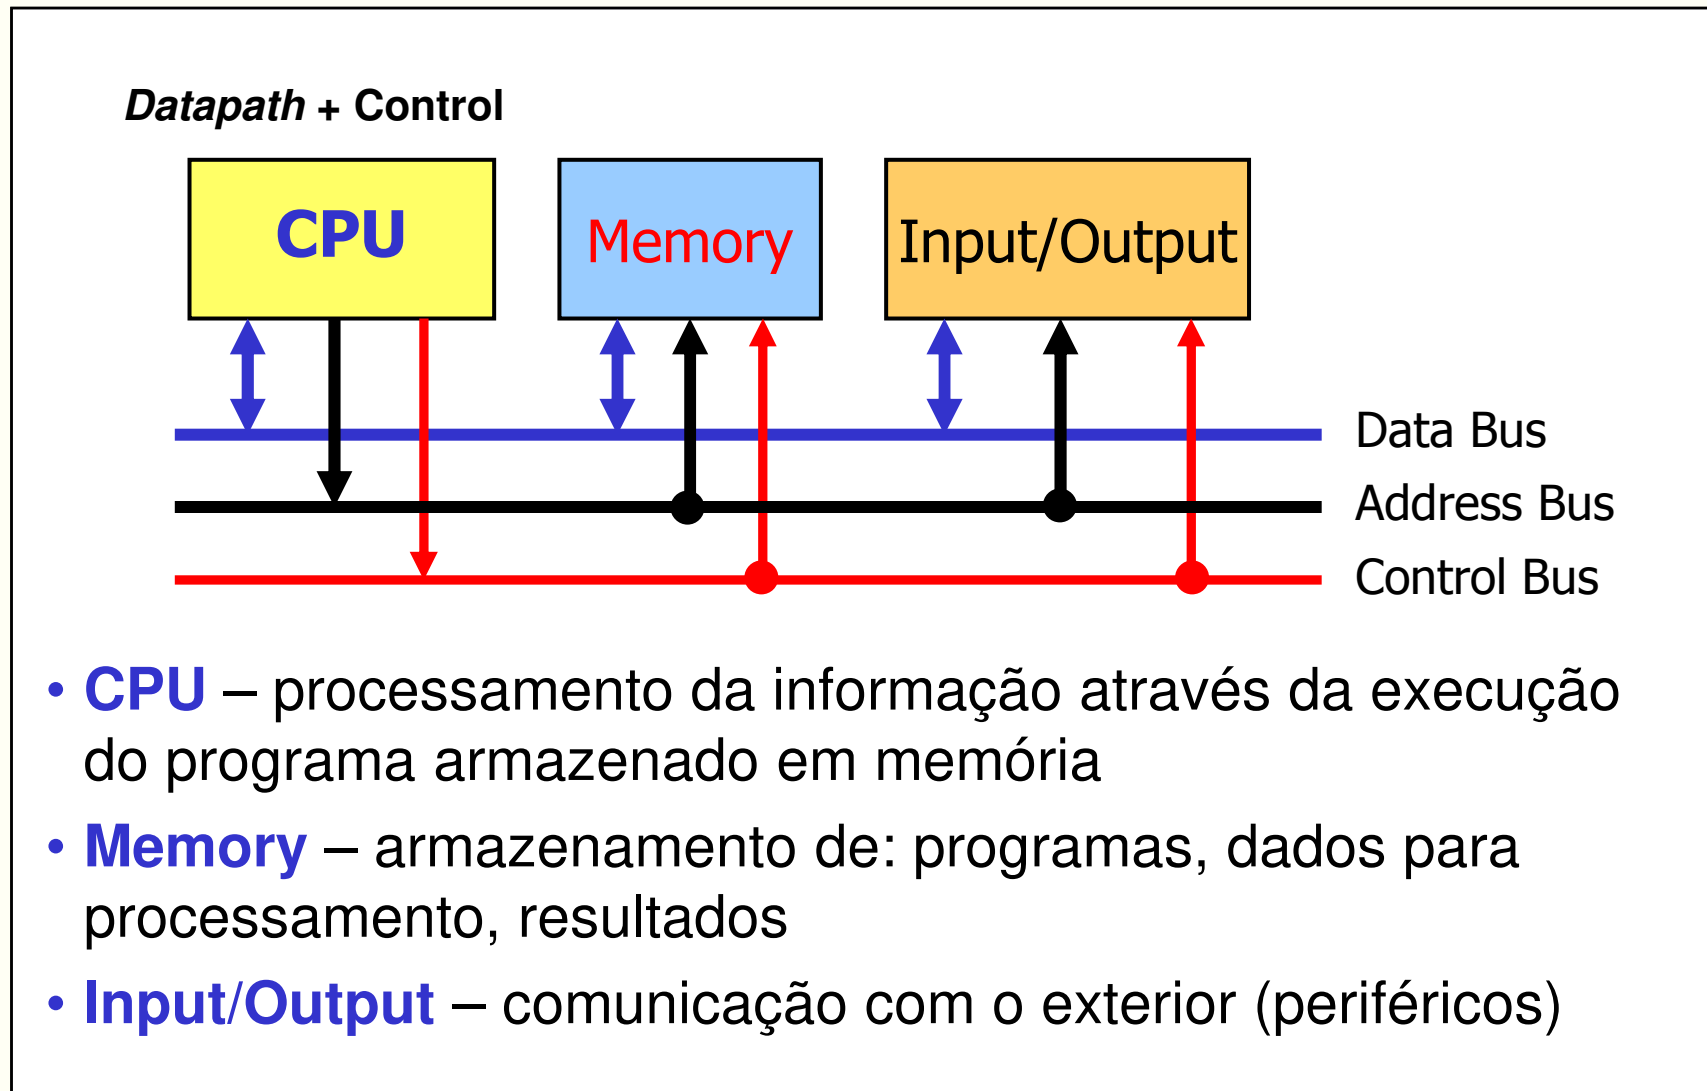 Datapath + Control
CPU
Memory
Input/Output
Data Bus
Address Bus
Control Bus
• CPU – processamento da informação através da execução
do programa armazenado em memória
• Memory – armazenamento de: programas, dados para
processamento, resultados
• Input/Output – comunicação com o exterior (periféricos)